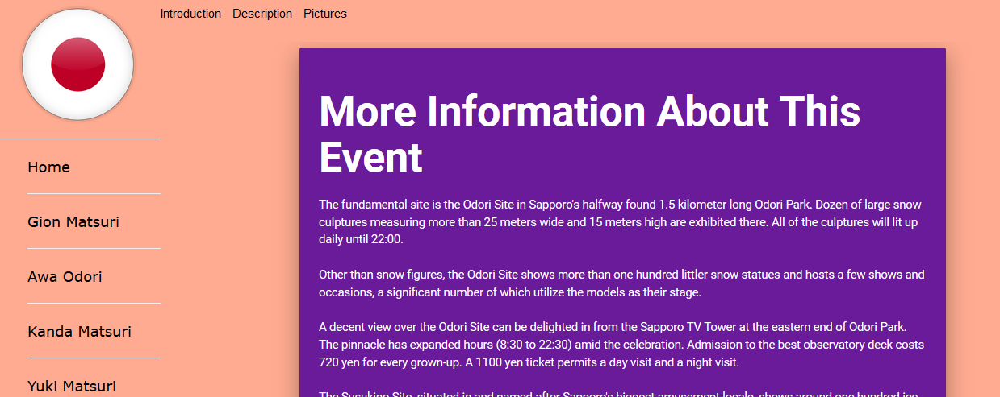 Introduction Description Pictures
Home
Gion Matsuri
Awa Odori
Kanda Matsuri
Yuki Matsuri
More Information About This
Event
The fundamental site is the Odori Site in Sapporo's halfway found 1.5 kilometer long Odori Park. Dozen of large snow
culptures measuring more than 25 meters wide and 15 meters high are exhibited there. All of the culptures will lit up
daily until 22:00.
Other than snow figures, the Odori Site shows more than one hundred littler snow statues and hosts a few shows and
occasions, a significant number of which utilize the models as their stage.
A decent view over the Odori Site can be delighted in from the Sapporo TV Tower at the eastern end of Odori Park.
The pinnacle has expanded hours (8:30 to 22:30) amid the celebration. Admission to the best observatory deck costs
720 yen for every grown-up. A 1100 yen ticket permits a day visit and a night visit.
The Susukino Site, situated in and named after Sapporo's biggest amusement locale, shows around one hundred ice